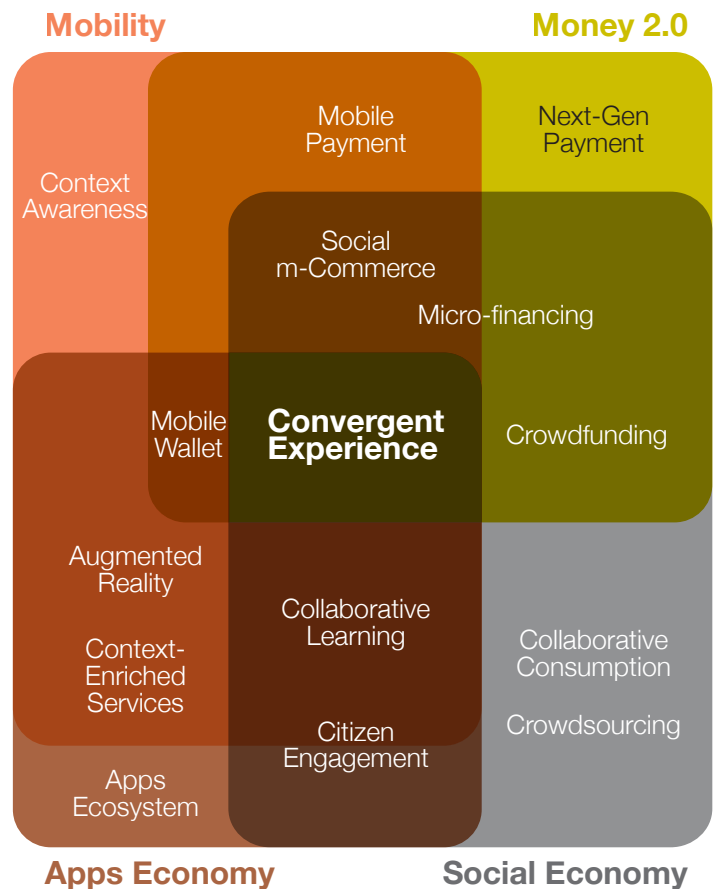 Mobility
Money 2.0
Mobile
Payment
Next-Gen
Payment
Context
Awareness
Social
m-Commerce
Micro-financing
Mobile
Wallet
Convergent
Experience
Crowdfunding
Augmented
Reality
Collaborative
Learning
Context-
Enriched
Services
Collaborative
Consumption
Citizen
Engagement
Crowdsourcing
Apps
Ecosystem
Apps Economy
Social Economy